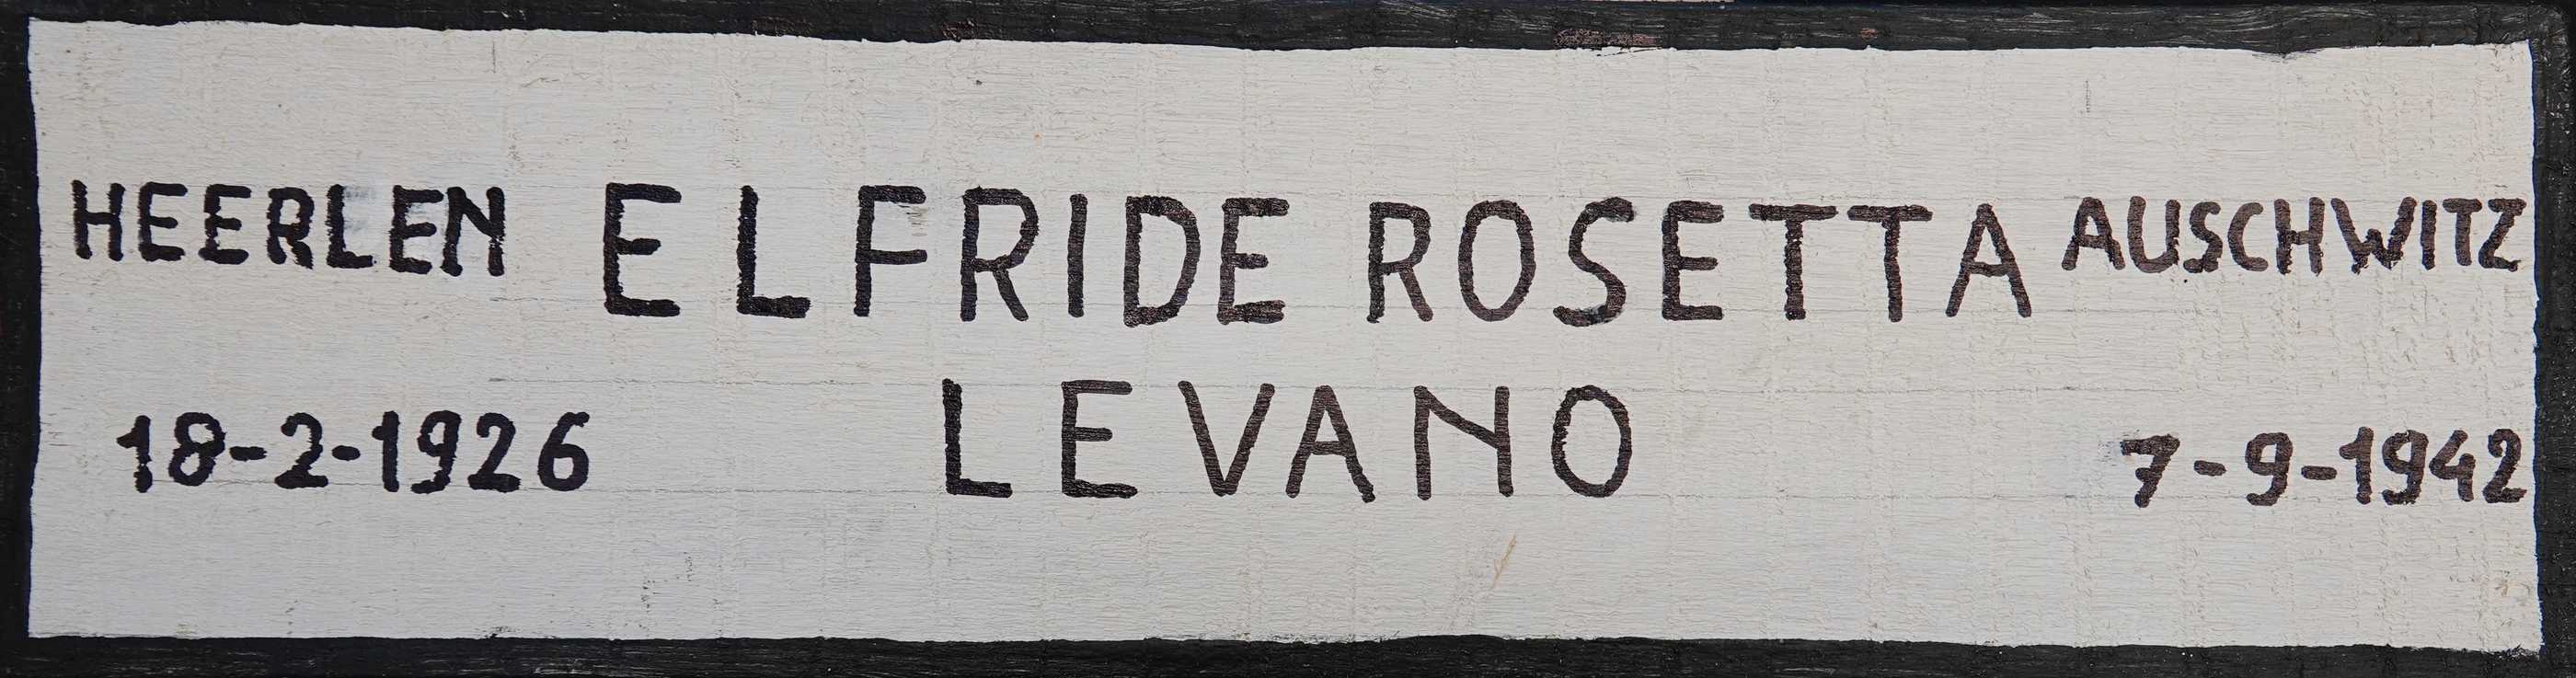 HEERLEN ELFRIDE ROSETTA AUSCHWITZ
18-2-1926 LEVANO 7-9-1942